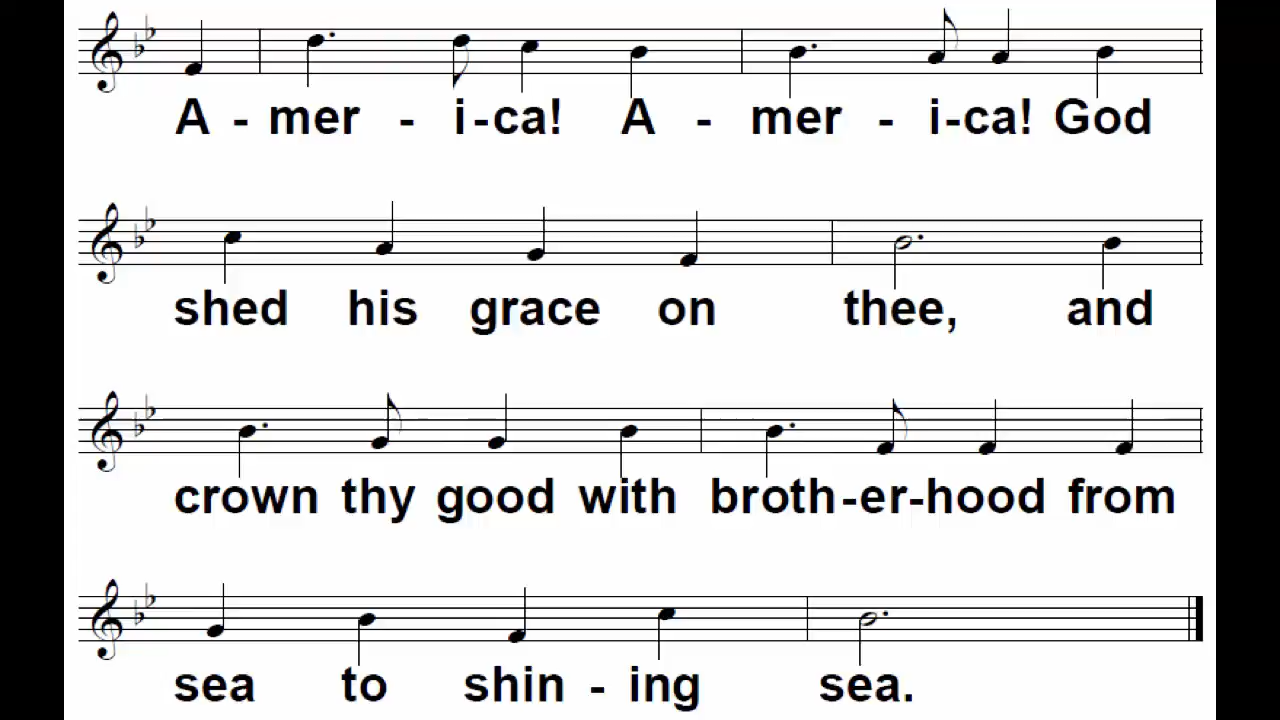 A - mer - i-ca! A - mer - i-ca! God
shed his grace on thee, and
crown thy good with broth-er-hood from
sea to shin - ing sea.